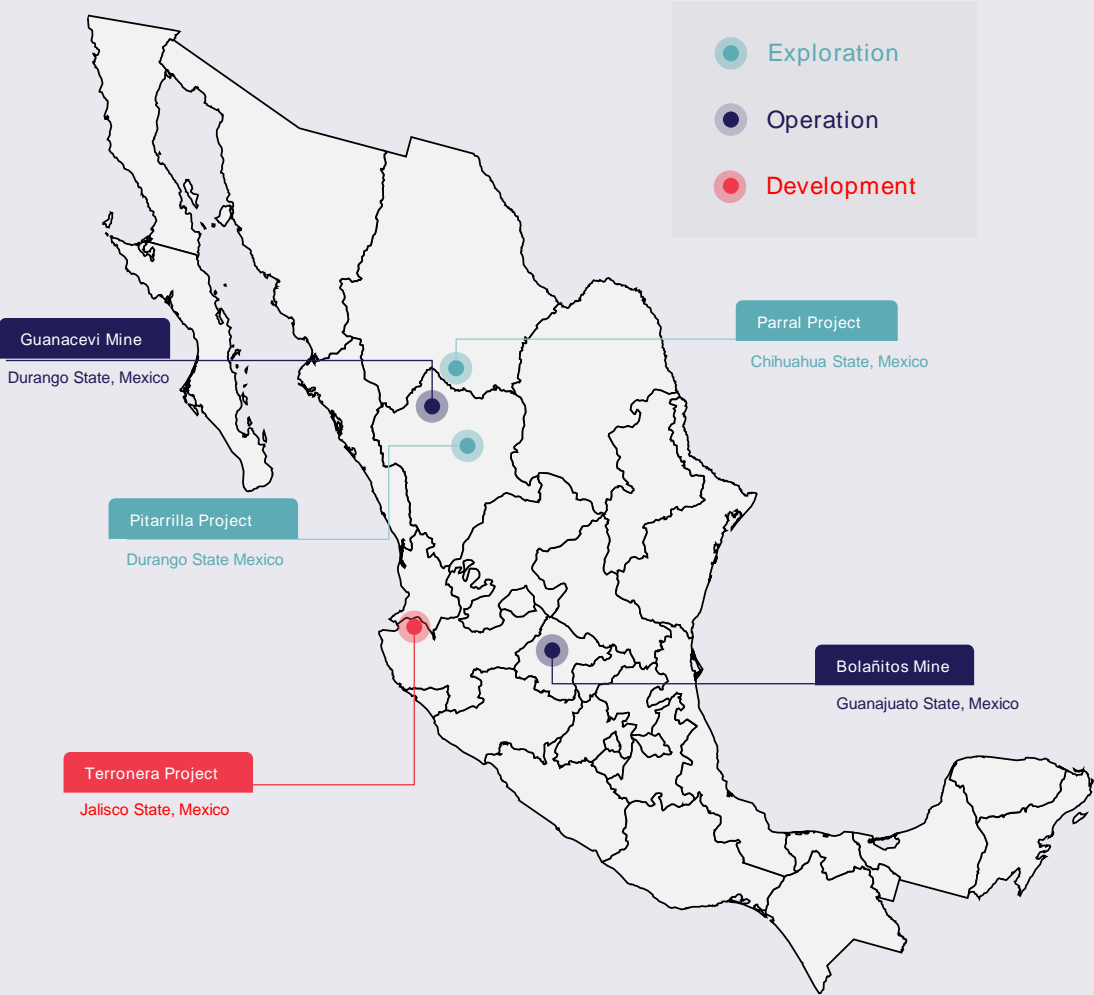 Exploration
Operation
Development
Parral Project
Chihuahua State, Mexico
Guanacevi Mine
Durango State, Mexico
Pitarrilla Project
Durango State Mexico
Bolañitos Mine
Guanajuato State, Mexico
Terronera Project
Jalisco State, Mexico